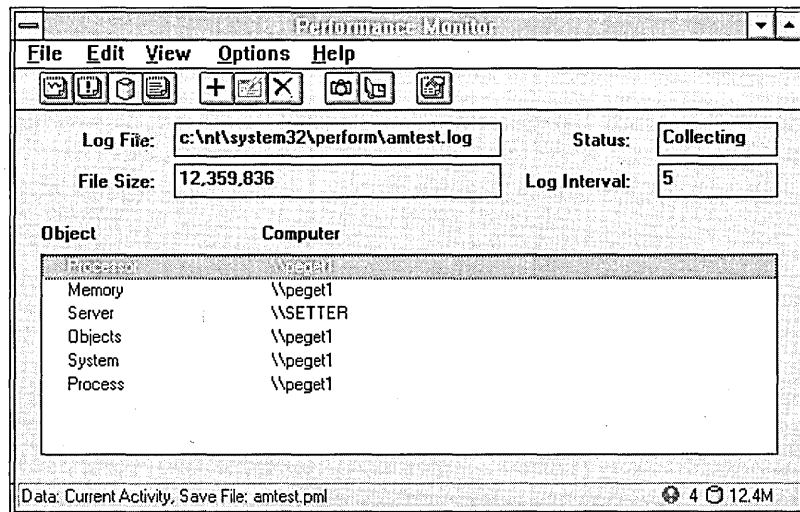 Performance Monitor
File Edit View Options Help
Log File: c:\nt\system32\perform\amtest.log Status: Collecting
File Size: 12,359,836 Log Interval: 5
Object Computer
Processor \\peget1
Memory \\peget1
Server \\SETTER
Objects \\peget1
System \\peget1
Process \\peget1
Data: Current Activity, Save File: amtest.pml 4 12.4M